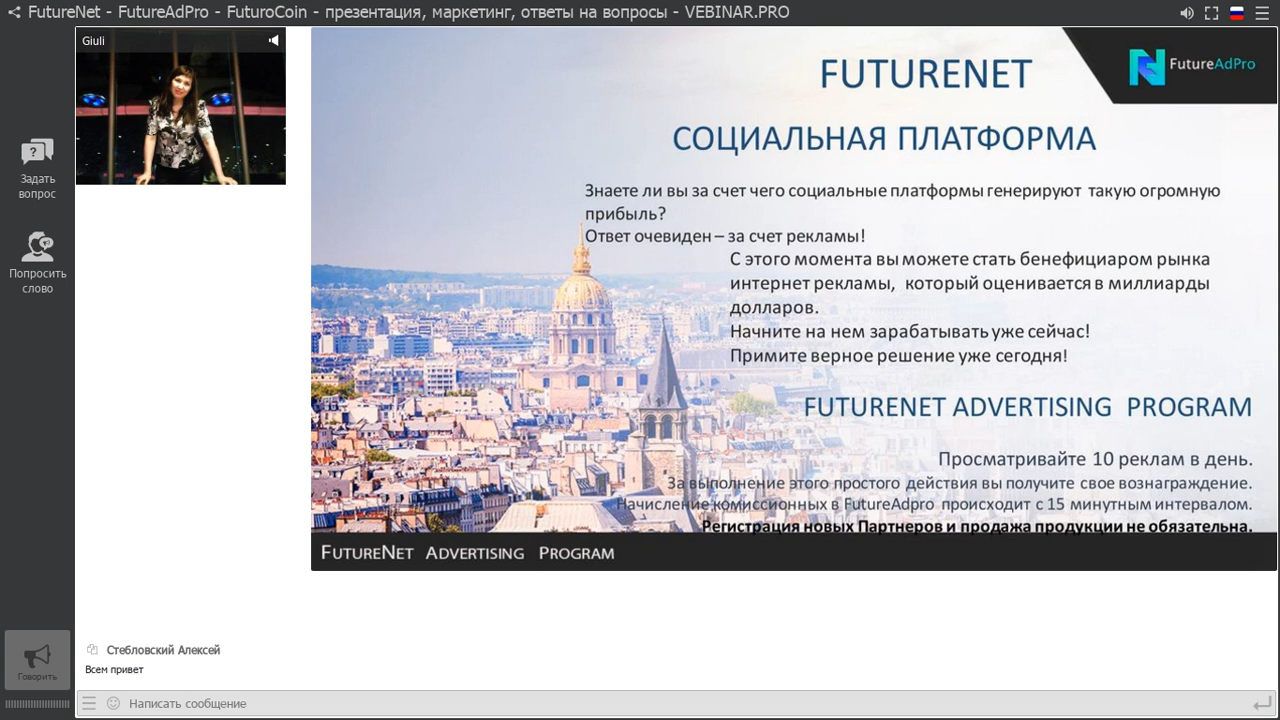 FutureNet - FutureAdPro - FuturoCoin - презентация, маркетинг, ответы на вопросы - VEBINAR.PRO
Giuli
Задать
вопрос
Попросить
слово
FutureAdPro
FUTURENET
СОЦИАЛЬНАЯ ПЛАТФОРМА
Знаете ли вы за счет чего социальные платформы генерируют такую огромную
прибыль?
Ответ очевиден – за счет рекламы!
С этого момента вы можете стать бенефициаром рынка
интернет рекламы, который оценивается в миллиарды
долларов.
Начните на нем зарабатывать уже сейчас!
Примите верное решение уже сегодня!
FUTURENET ADVERTISING PROGRAM
Просматривайте 10 реклам в день.
За выполнение этого простого действия вы получите свое вознаграждение.
Начисление комиссионных в FutureAdpro происходит с 15 минутным интервалом.
Регистрация новых Партнеров и продажа продукции не обязательна.
FUTURENET ADVERTISING PROGRAM
Стебловский Алексей
Всем привет
Говорить
Написать сообщение